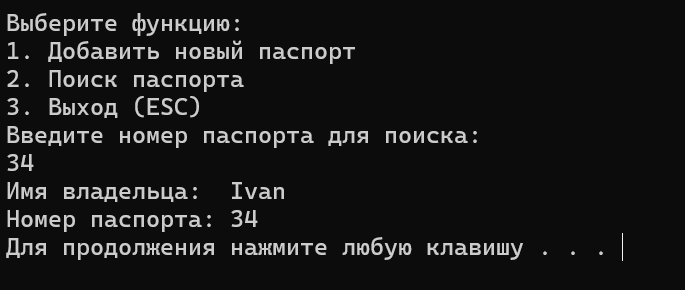 Выберите функцию:
1. Добавить новый паспорт
2. Поиск паспорта
3. Выход (ESC)
Введите номер паспорта для поиска:
34
Имя владельца:  Ivan
Номер паспорта: 34
Для продолжения нажмите любую клавишу . . .